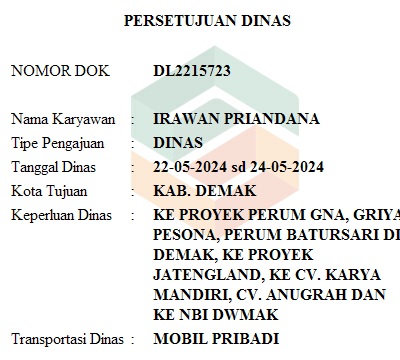 PERSETUJUAN DINAS
NOMOR DOK DL2215723
Nama Karyawan : IRAWAN PRIANDANA
Tipe Pengajuan : DINAS
Tanggal Dinas : 22-05-2024 sd 24-05-2024
Kota Tujuan : KAB. DEMAK
Keperluan Dinas : KE PROYEK PERUM GNA, GRIYA
PESONA, PERUM BATURSARI DI
DEMAK, KE PROYEK
JATENGLAND, KE CV. KARYA
MANDIRI, CV. ANUGRAH DAN
KE NBI DWMAK
Transportasi Dinas : MOBIL PRIBADI